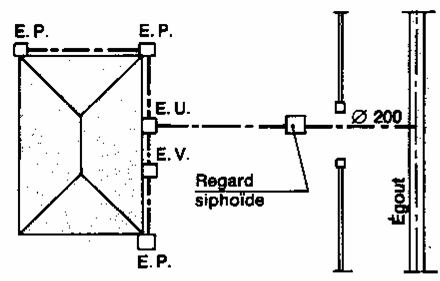 E. P.
E. P.
E. U.
Ø 200
E. V.
Regard
siphoïde
Égout
E. P.